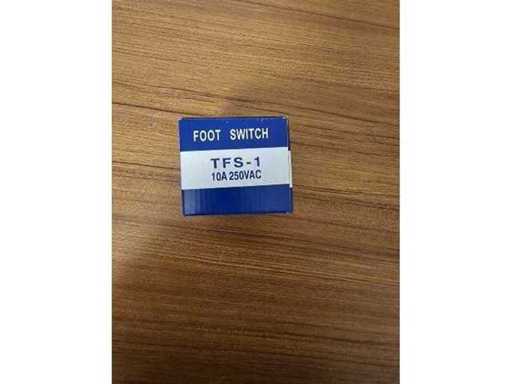 FOOT SWITCH
TFS-1
10A 250VAC